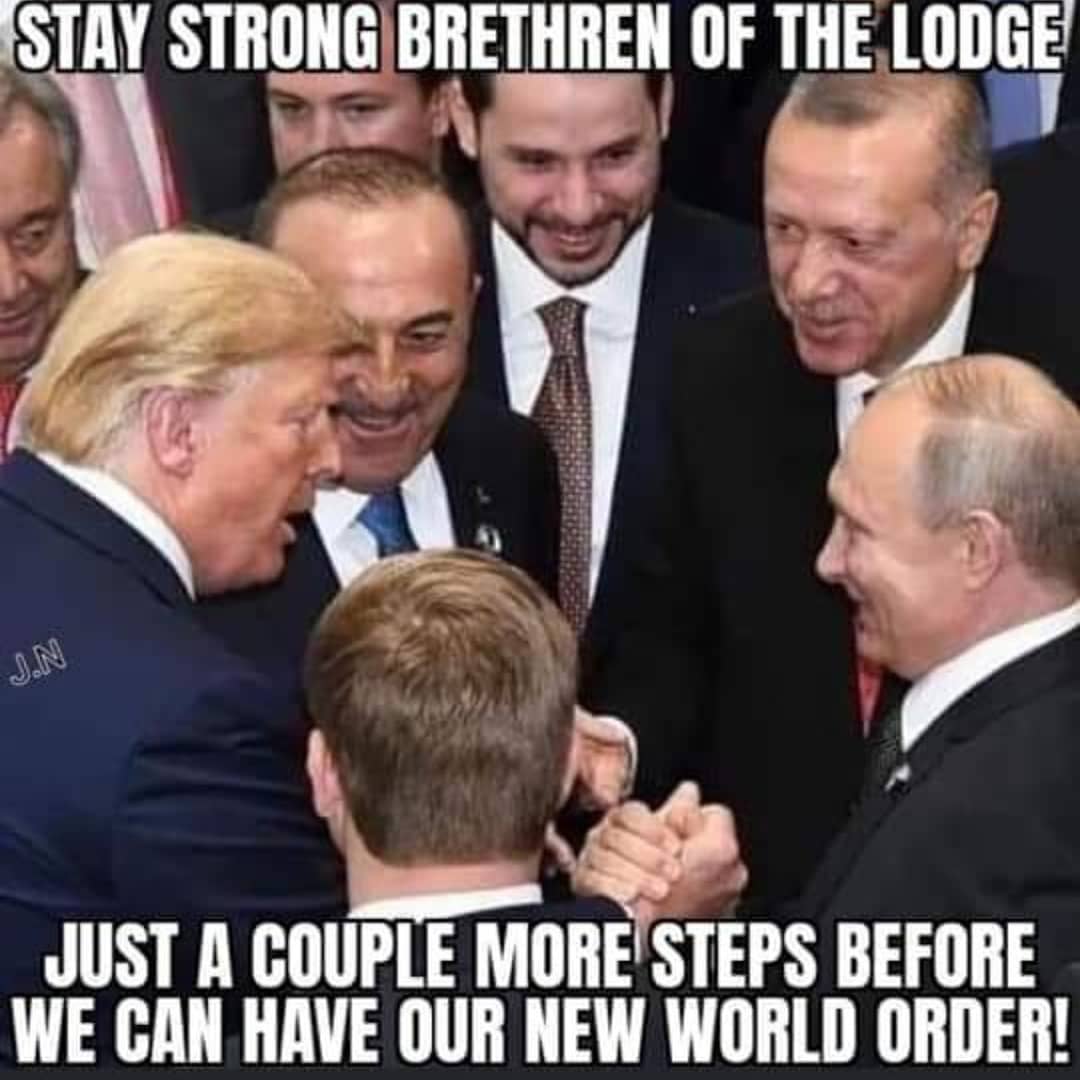 STAY STRONG BRETHREN OF THE LODGE
J.N
JUST A COUPLE MORE STEPS BEFORE
WE CAN HAVE OUR NEW WORLD ORDER!